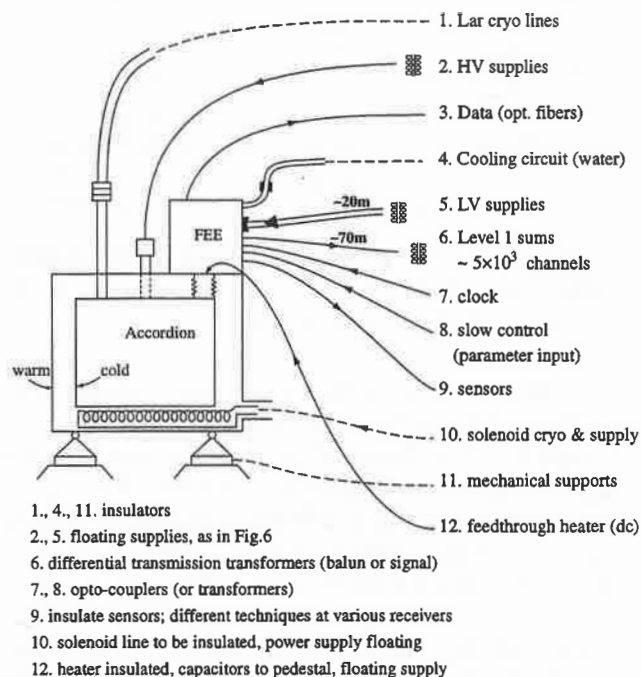 1. Lar cryo lines
2. HV supplies
3. Data (opt. fibers)
4. Cooling circuit (water)
~20m
5. LV supplies
FEE
~70m
6. Level 1 sums
~ 5×10³ channels
7. clock
Accordion
8. slow control
(parameter input)
warm
cold
9. sensors
10. solenoid cryo & supply
11. mechanical supports
12. feedthrough heater (dc)
1., 4., 11. insulators
2., 5. floating supplies, as in Fig.6
6. differential transmission transformers (balun or signal)
7., 8. opto-couplers (or transformers)
9. insulate sensors; different techniques at various receivers
10. solenoid line to be insulated, power supply floating
12. heater insulated, capacitors to pedestal, floating supply